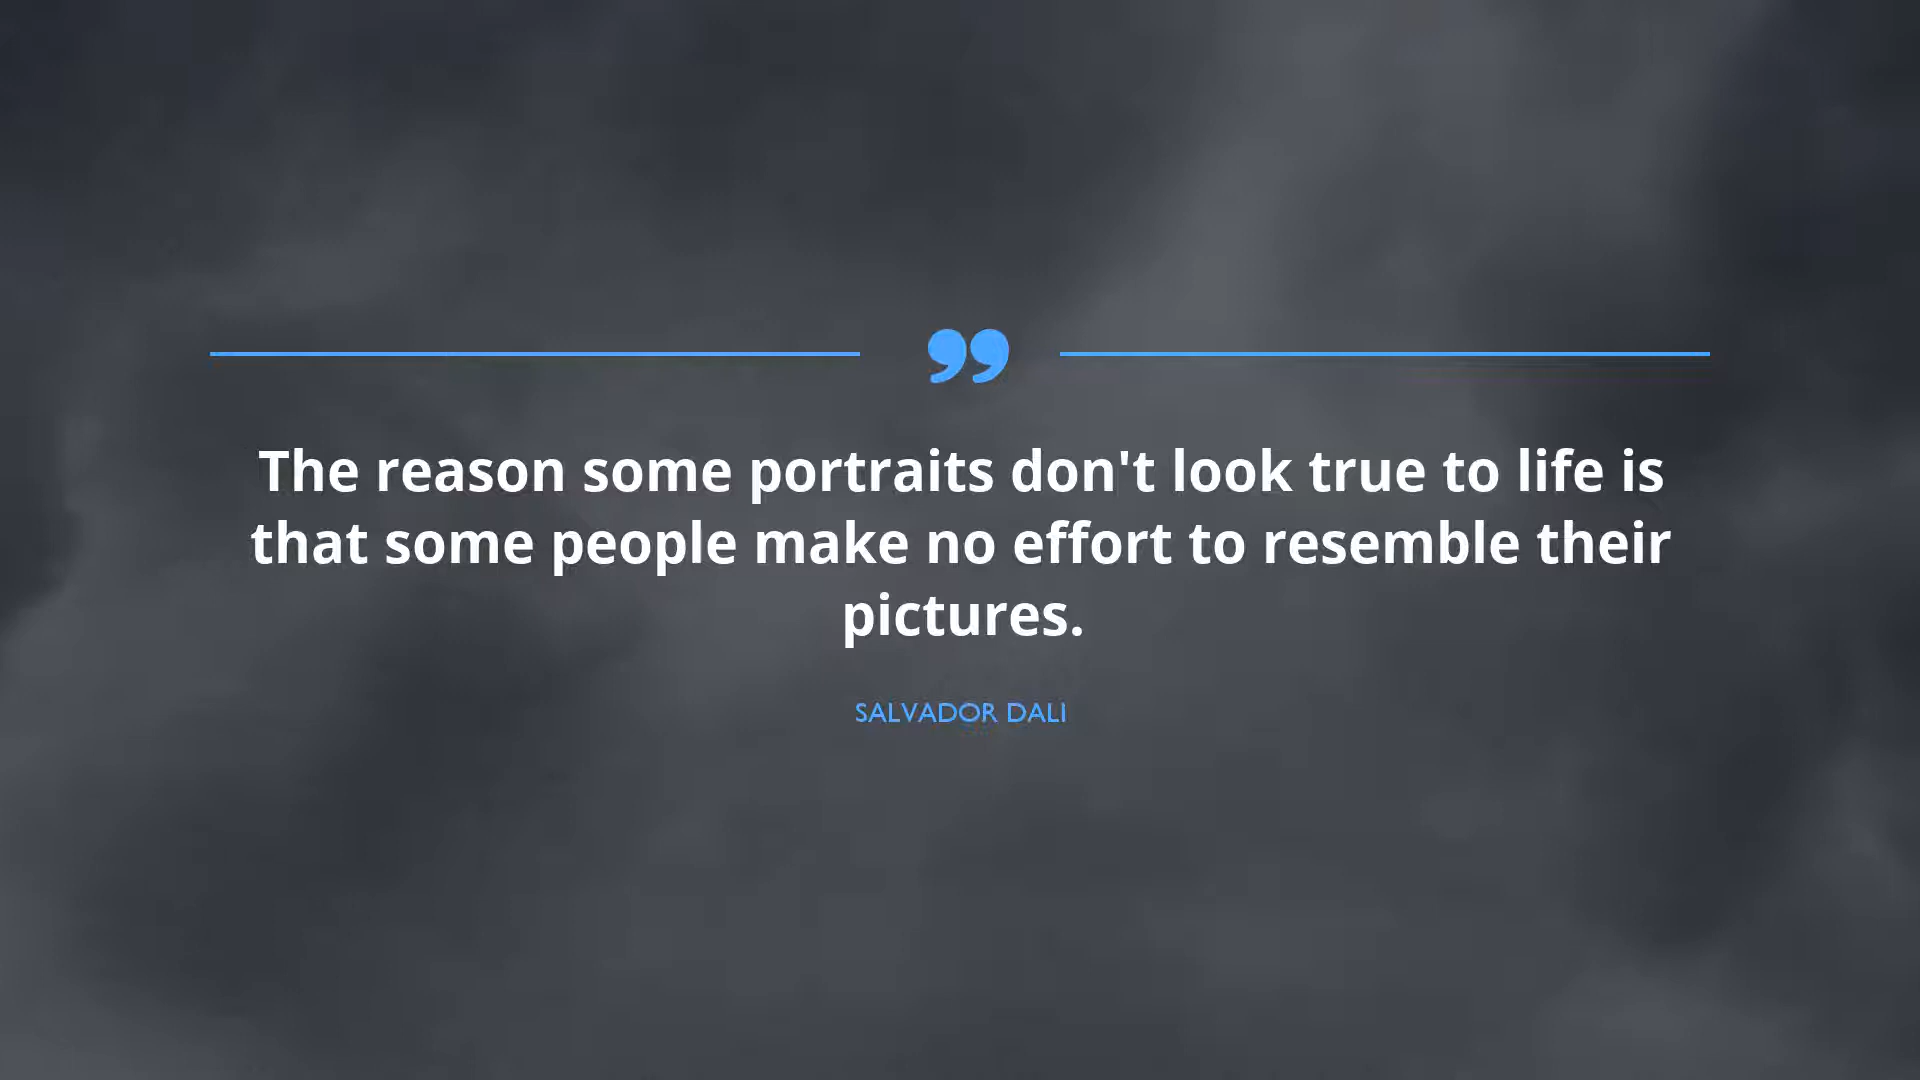 ”
The reason some portraits don't look true to life is
that some people make no effort to resemble their
pictures.
SALVADOR DALI